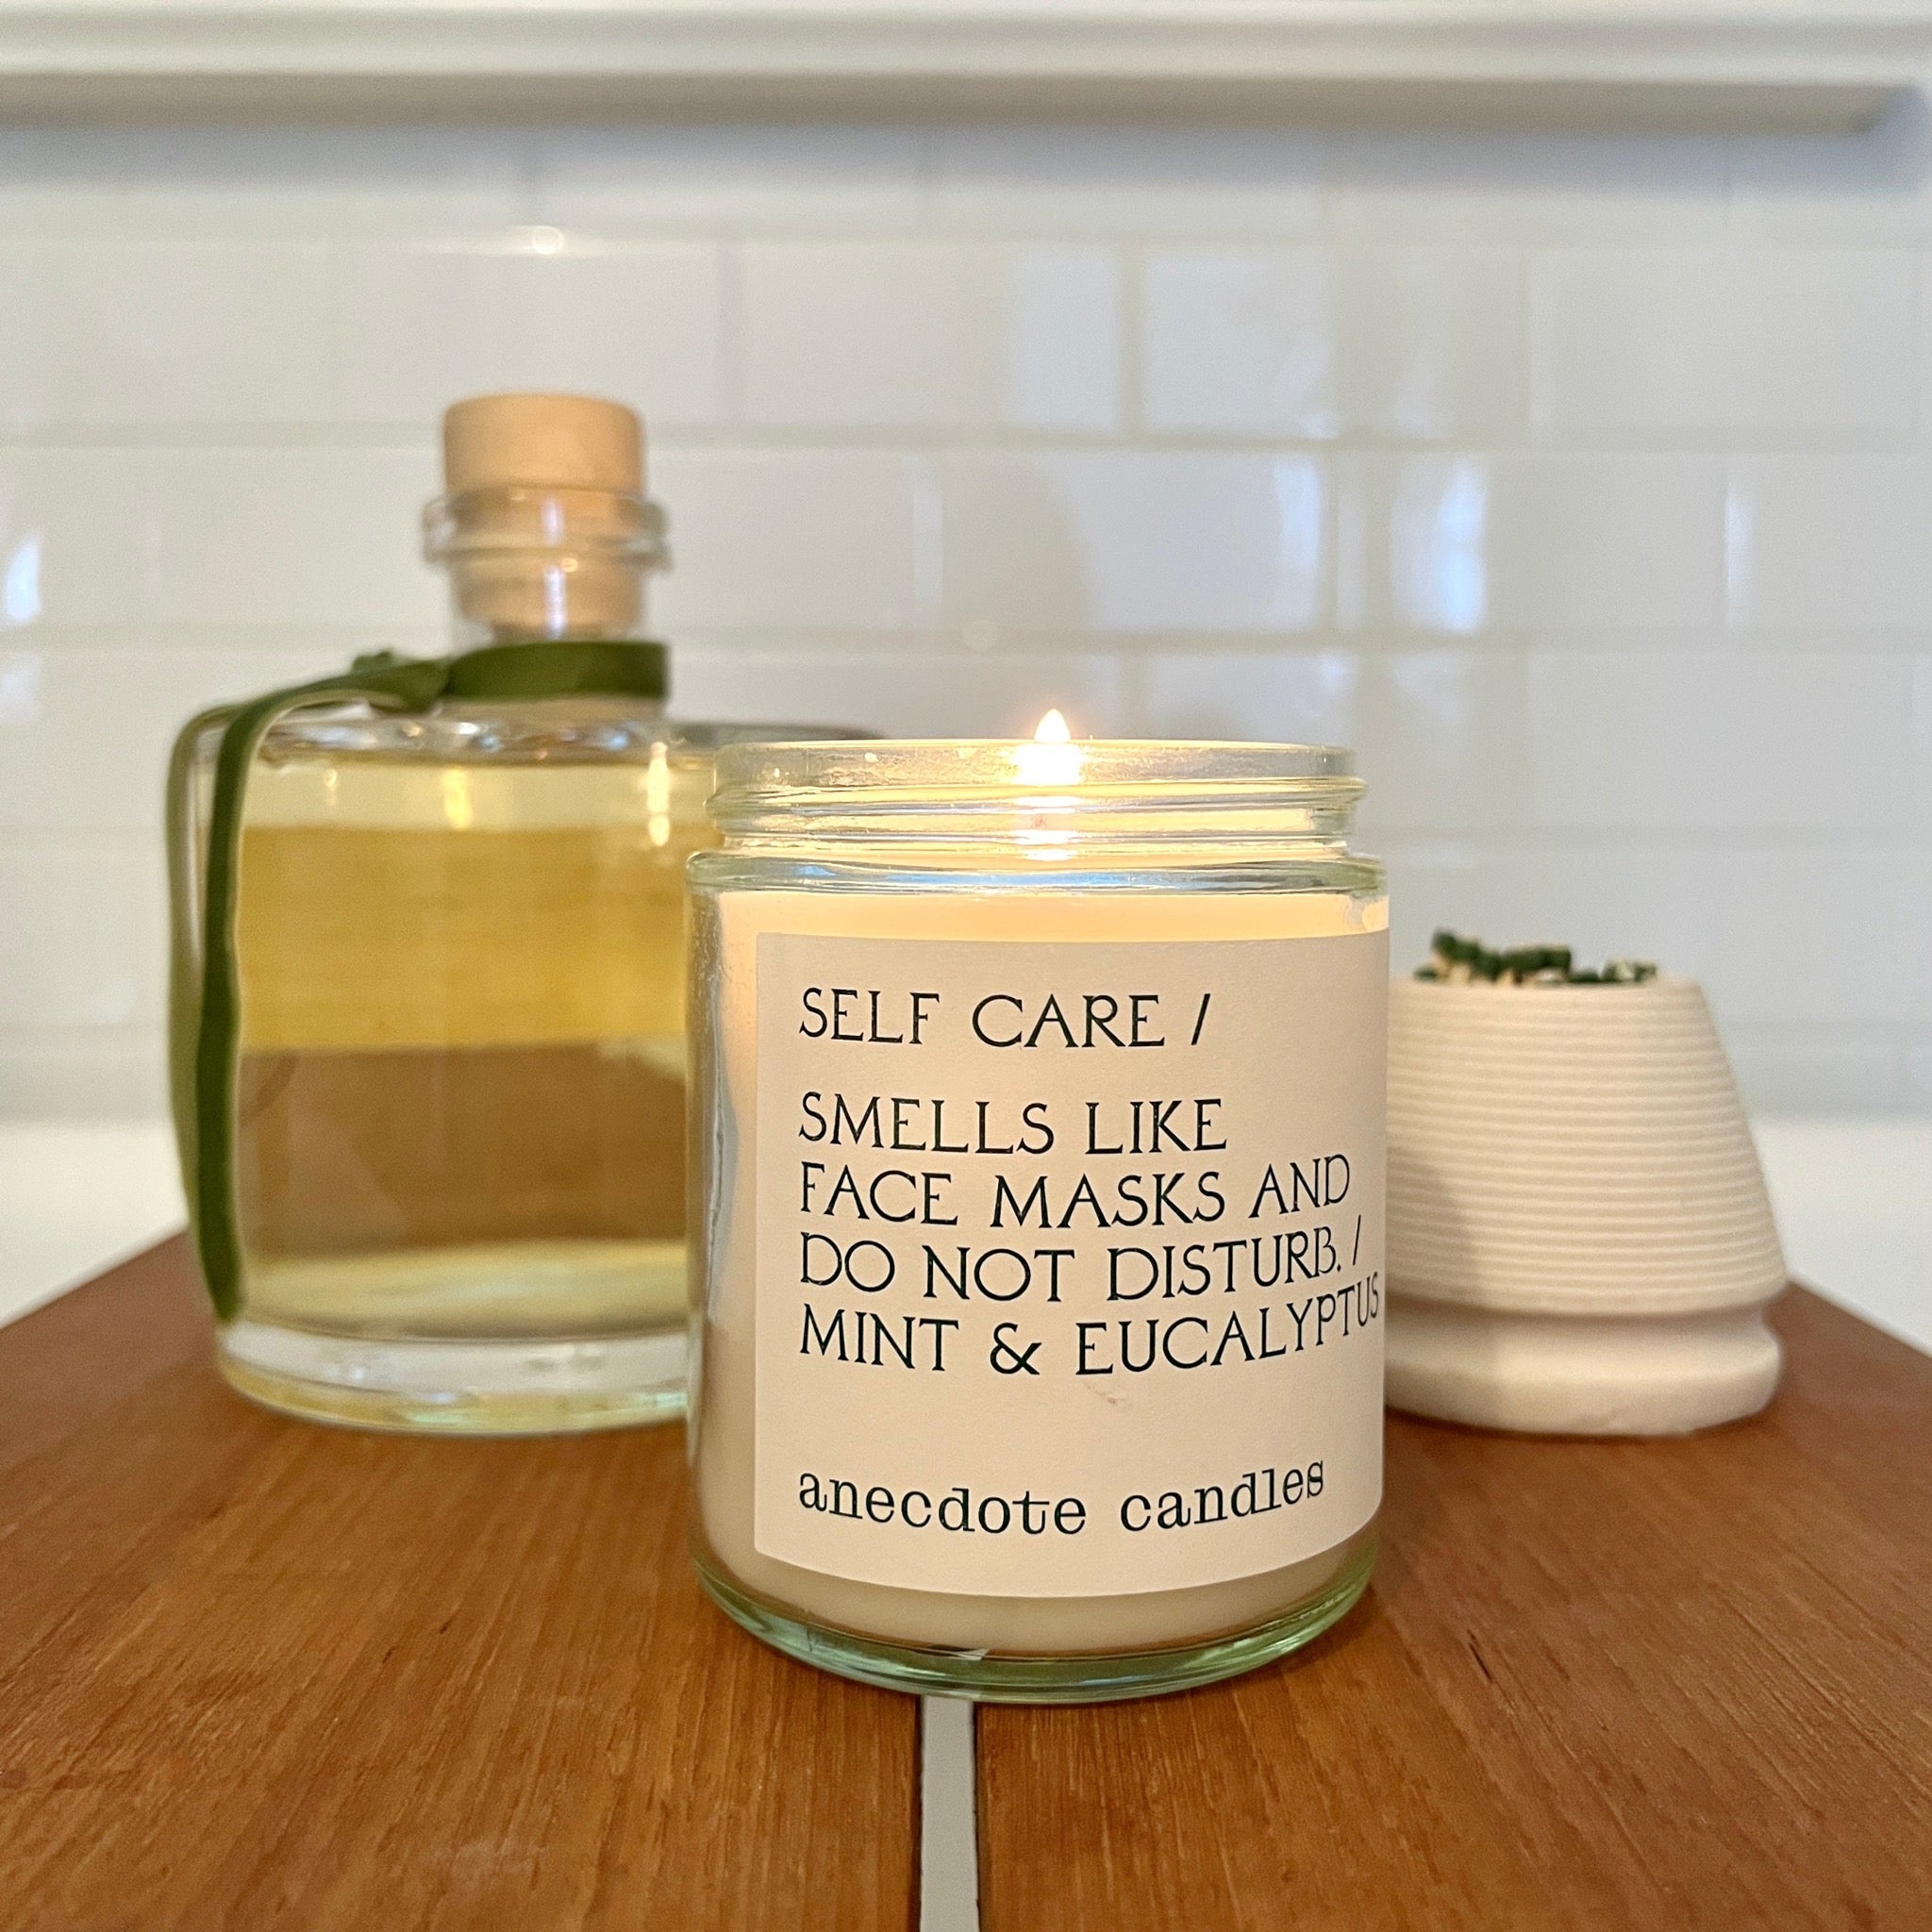 SELF CARE /
SMELLS LIKE
FACE MASKS AND
DO NOT DISTURB. /
MINT & EUCALYPTUS
anecdote candles